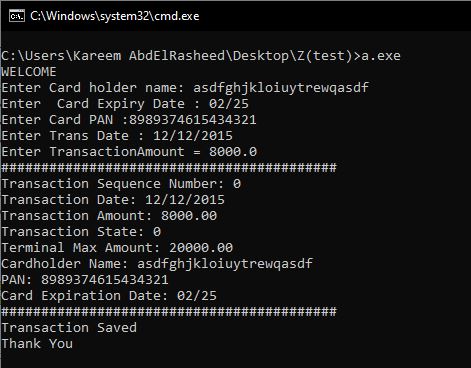 C:\Windows\system32\cmd.exe
C:\Users\Kareem AbdElRasheed\Desktop\Z(test)>a.exe
WELCOME
Enter Card holder name: asdfghjkloiuytrewqasdf
Enter  Card Expiry Date : 02/25
Enter Card PAN :8989374615434321
Enter Trans Date : 12/12/2015
Enter TransactionAmount = 8000.0
##########################################
Transaction Sequence Number: 0
Transaction Date: 12/12/2015
Transaction Amount: 8000.00
Transaction State: 0
Terminal Max Amount: 20000.00
Cardholder Name: asdfghjkloiuytrewqasdf
PAN: 8989374615434321
Card Expiration Date: 02/25
##########################################
Transaction Saved
Thank You